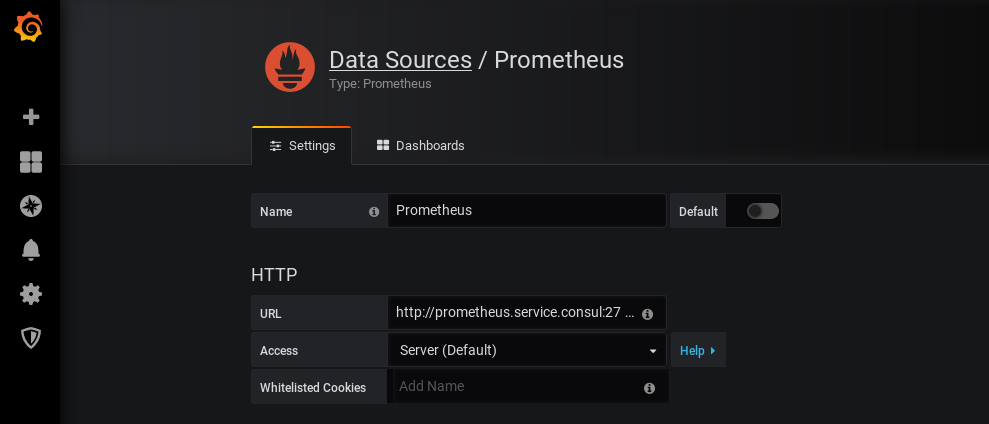 Data Sources / Prometheus
Type: Prometheus
Settings Dashboards
Name Prometheus Default
HTTP
URL http://prometheus.service.consul:27 ...
Access Server (Default) Help
Whitelisted Cookies Add Name